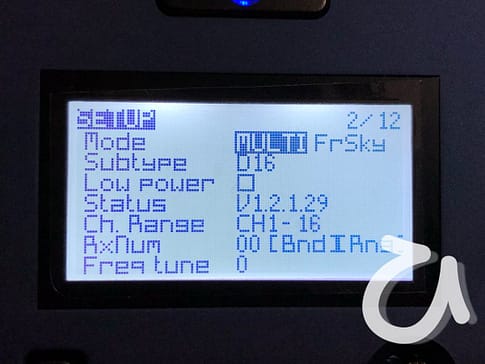 SETUP 2/12
Mode MULTI FrSky
Subtype D16
Low power
Status V1.2.1.29
Ch. Range CH1-16
RxNum 00 [Bnd][Rng]
Freq tune 0